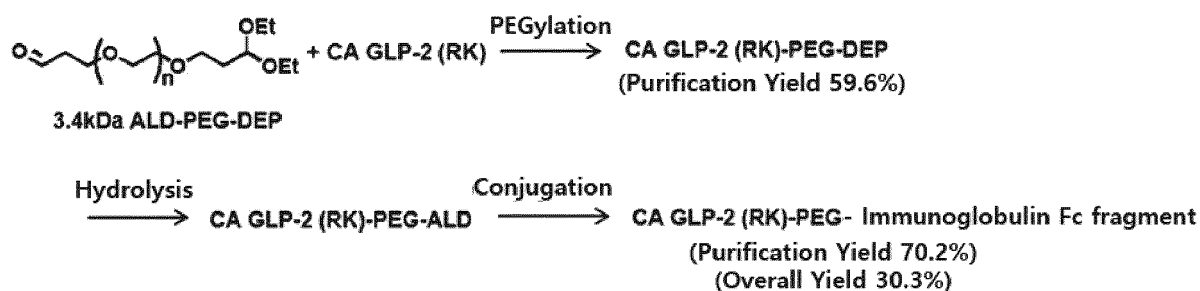 OEt
PEGylation
O
O
O
OEt
n
+ CA GLP-2 (RK)
CA GLP-2 (RK)-PEG-DEP
(Purification Yield 59.6%)
3.4kDa ALD-PEG-DEP
Hydrolysis
CA GLP-2 (RK)-PEG-ALD
Conjugation
CA GLP-2 (RK)-PEG- Immunoglobulin Fc fragment
(Purification Yield 70.2%)
(Overall Yield 30.3%)